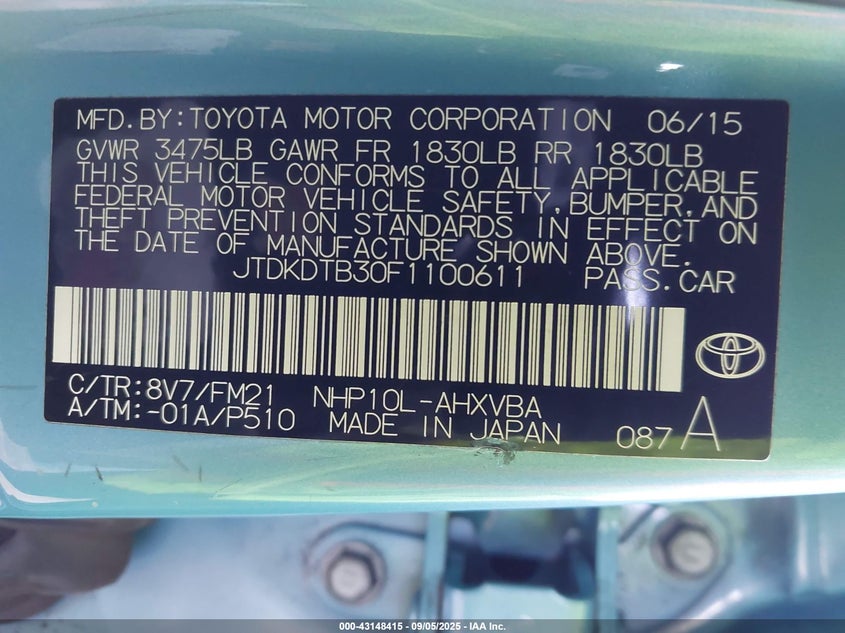 MFD.BY:TOYOTA MOTOR CORPORATION 06/15
GVWR 3475LB GAWR FR 1830LB RR 1830LB
THIS VEHICLE CONFORMS TO ALL APPLICABLE
FEDERAL MOTOR VEHICLE SAFETY,BUMPER,AND
THEFT PREVENTION STANDARDS IN EFFECT ON
THE DATE OF MANUFACTURE SHOWN ABOVE.
JTDKDTB30F1100611 PASS.CAR
C/TR:8V7/FM21 NHP10L-AHXVBA
A/TM:-01A/P510 MADE IN JAPAN 087A
000-43148415 - 09/05/2025 - IAA Inc.